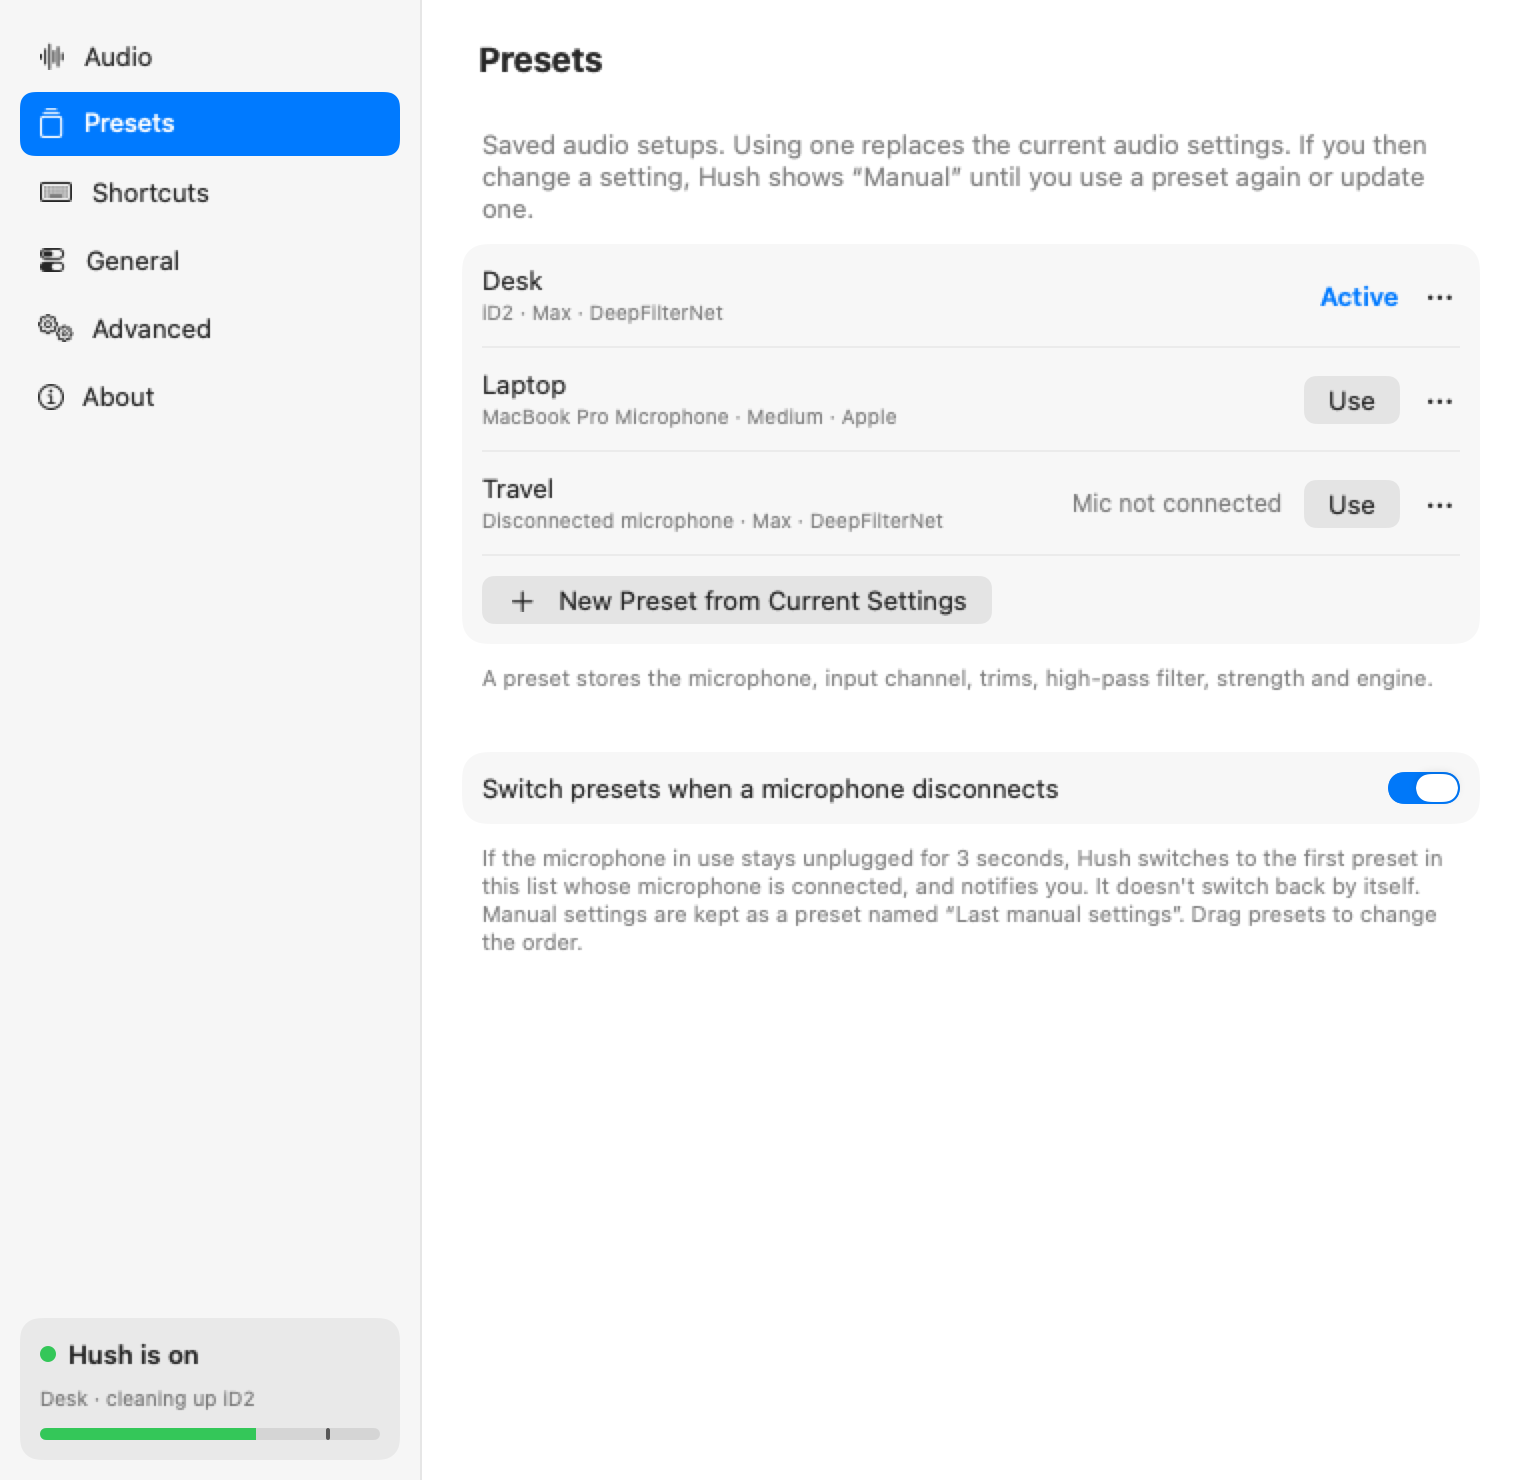 Audio
Presets
Shortcuts
General
Advanced
About
Hush is on
Desk · cleaning up iD2
Presets
Saved audio setups. Using one replaces the current audio settings. If you then
change a setting, Hush shows “Manual” until you use a preset again or update
one.
Desk
iD2 · Max · DeepFilterNet
Active
Laptop
MacBook Pro Microphone · Medium · Apple
Use
Travel
Disconnected microphone · Max · DeepFilterNet
Mic not connected
Use
New Preset from Current Settings
A preset stores the microphone, input channel, trims, high-pass filter, strength and engine.
Switch presets when a microphone disconnects
If the microphone in use stays unplugged for 3 seconds, Hush switches to the first preset in
this list whose microphone is connected, and notifies you. It doesn't switch back by itself.
Manual settings are kept as a preset named “Last manual settings”. Drag presets to change
the order.